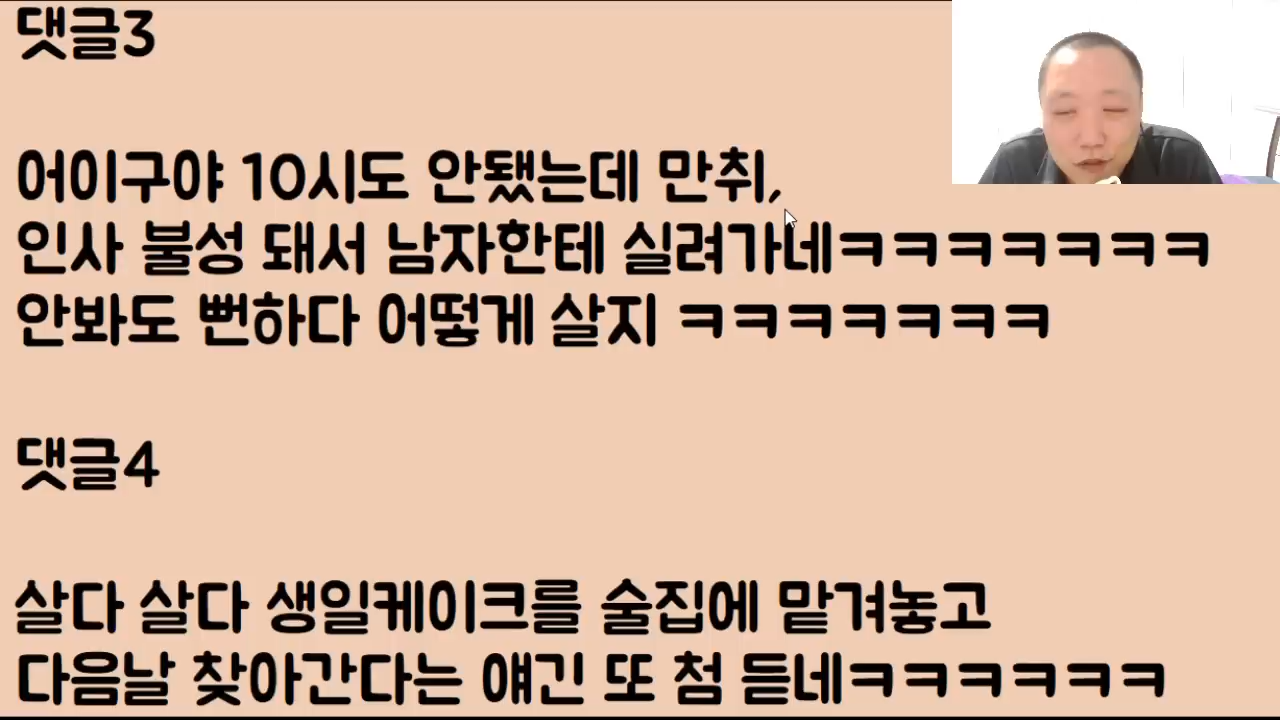 댓글3
어이구야 10시도 안됐는데 만취,
인사 불성 돼서 남자한테 실려가네ㅋㅋㅋㅋㅋㅋㅋ
안봐도 뻔하다 어떻게 살지 ㅋㅋㅋㅋㅋㅋㅋ
댓글4
살다 살다 생일케이크를 술집에 맡겨놓고
다음날 찾아간다는 얘긴 또 첨 듣네ㅋㅋㅋㅋㅋㅋ